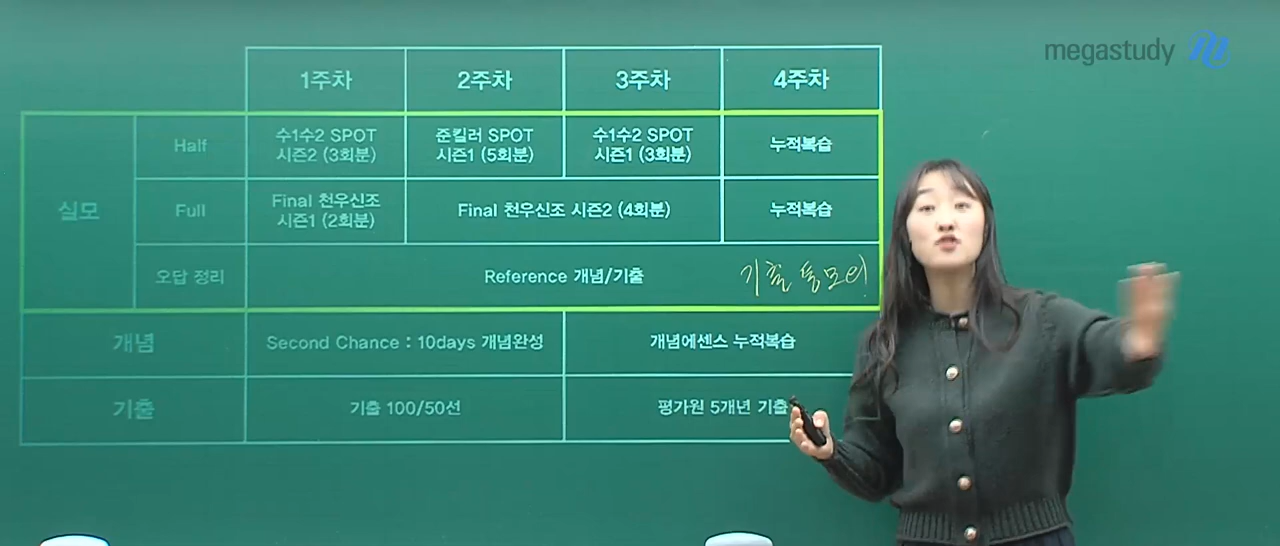 megastudy
1주차 2주차 3주차 4주차
실모
Half
수1수2 SPOT
시즌2 (3회분)
준킬러 SPOT
시즌1 (5회분)
수1수2 SPOT
시즌1 (3회분)
누적복습
Full
Final 천우신조
시즌1 (2회분)
Final 천우신조 시즌2 (4회분)
누적복습
오답 정리
Reference 개념/기출
기출
개념
Second Chance : 10days 개념완성
개념에센스 누적복습
기출
기출 100/50선
평가원 5개년 기출